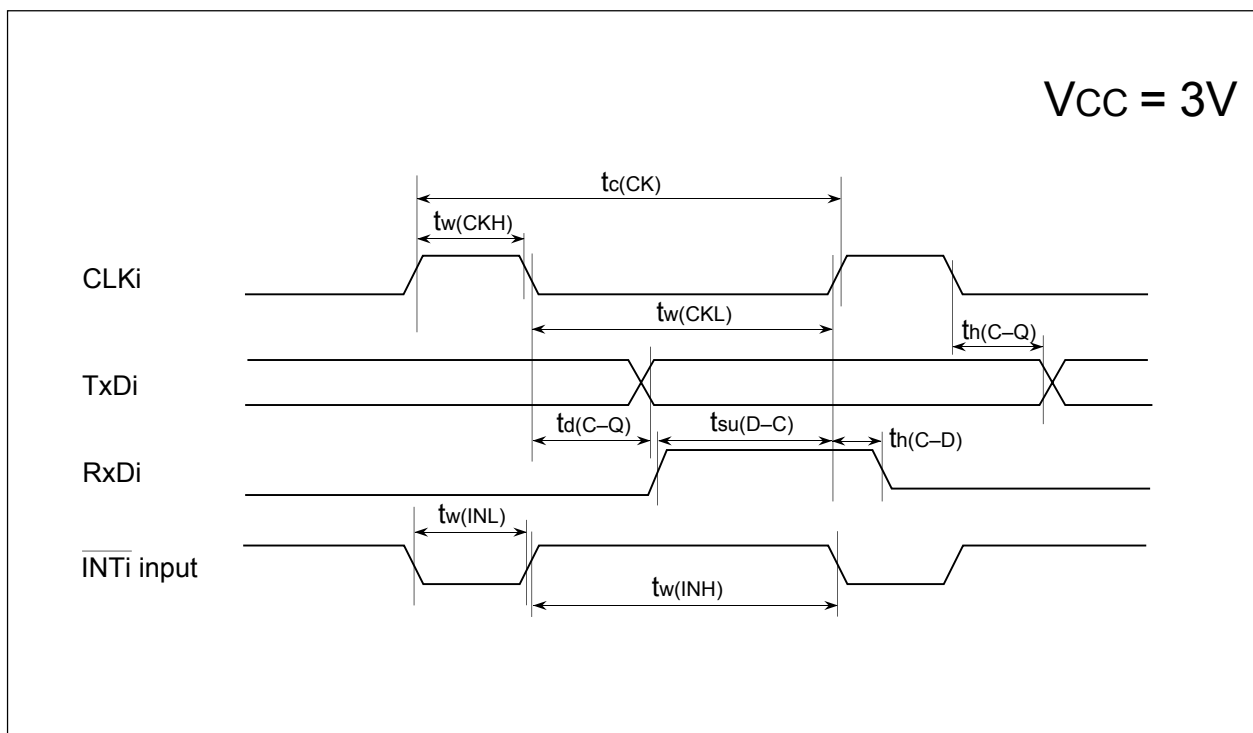 VCC = 3V
tc(CK)
tw(CKH)
CLKi
tw(CKL)
th(C–Q)
TxDi
td(C–Q)
tsu(D–C)
th(C–D)
RxDi
tw(INL)
INTi input
tw(INH)